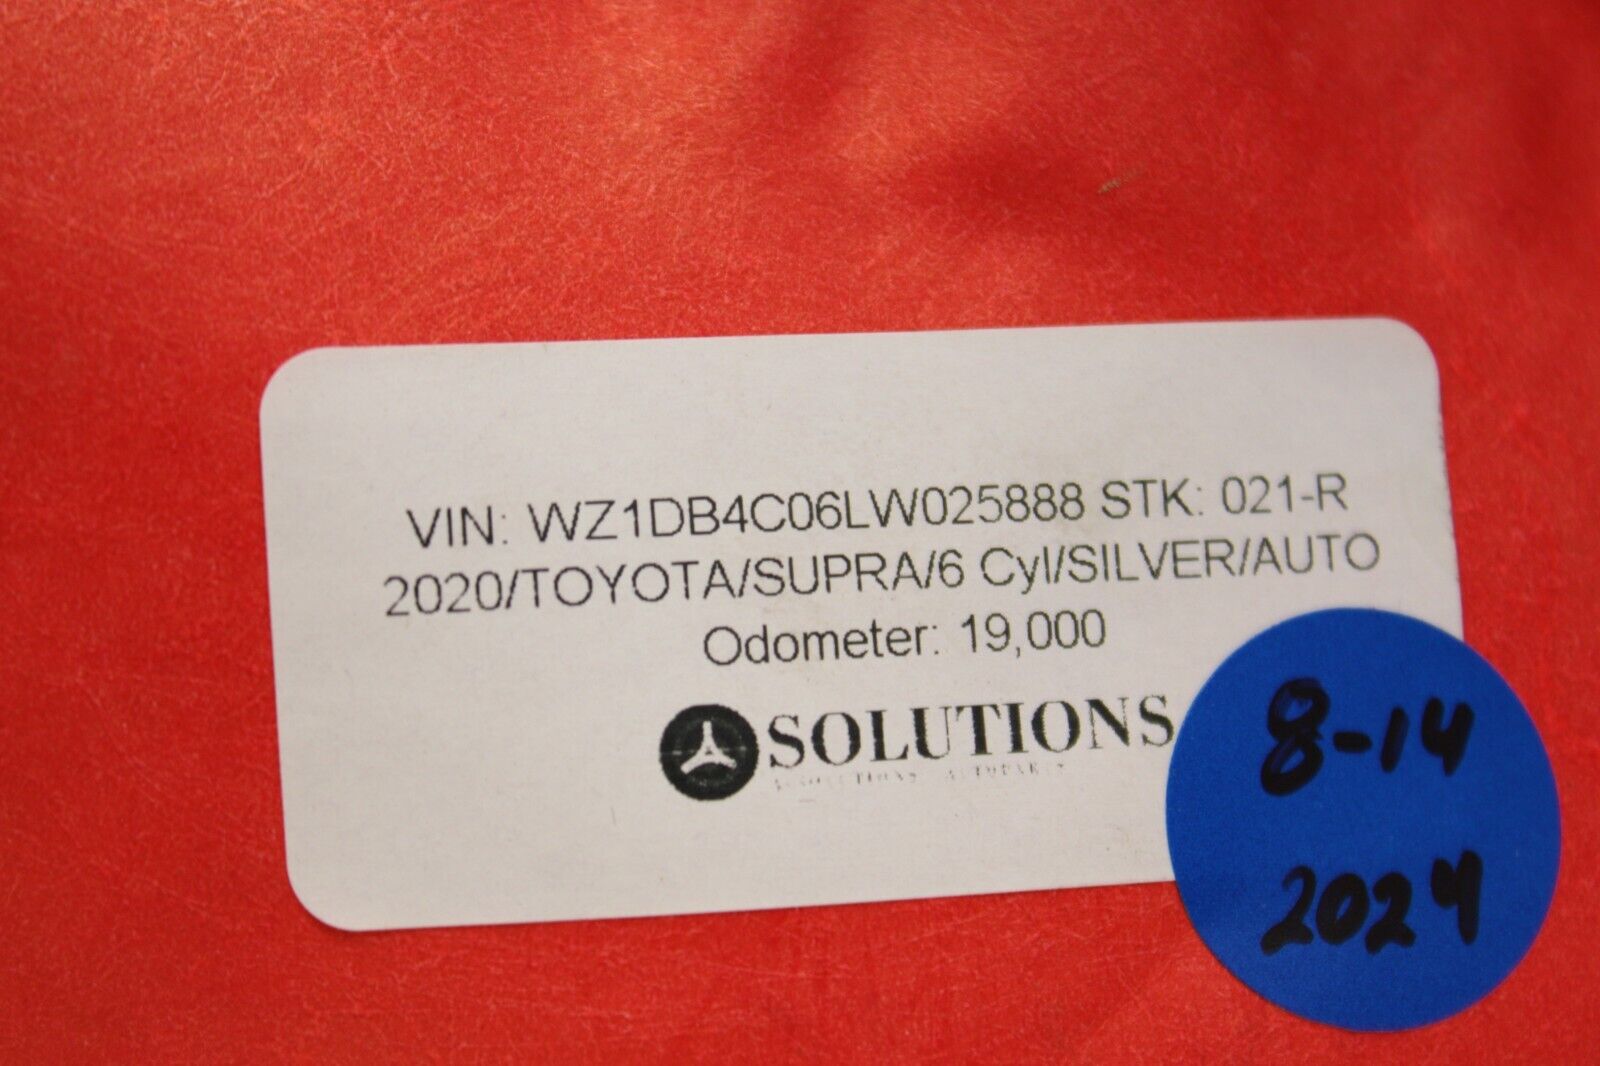 VIN: WZ1DB4C06LW025888 STK: 021-R
2020/TOYOTA/SUPRA/6 Cyl/SILVER/AUTO
Odometer: 19,000
SOLUTIONS
8-14
2024